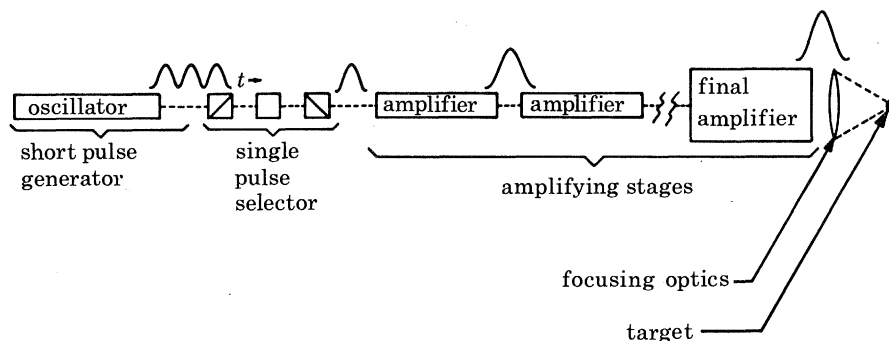 t
oscillator
amplifier
amplifier
final
amplifier
short pulse
generator
single
pulse
selector
amplifying stages
focusing optics
target